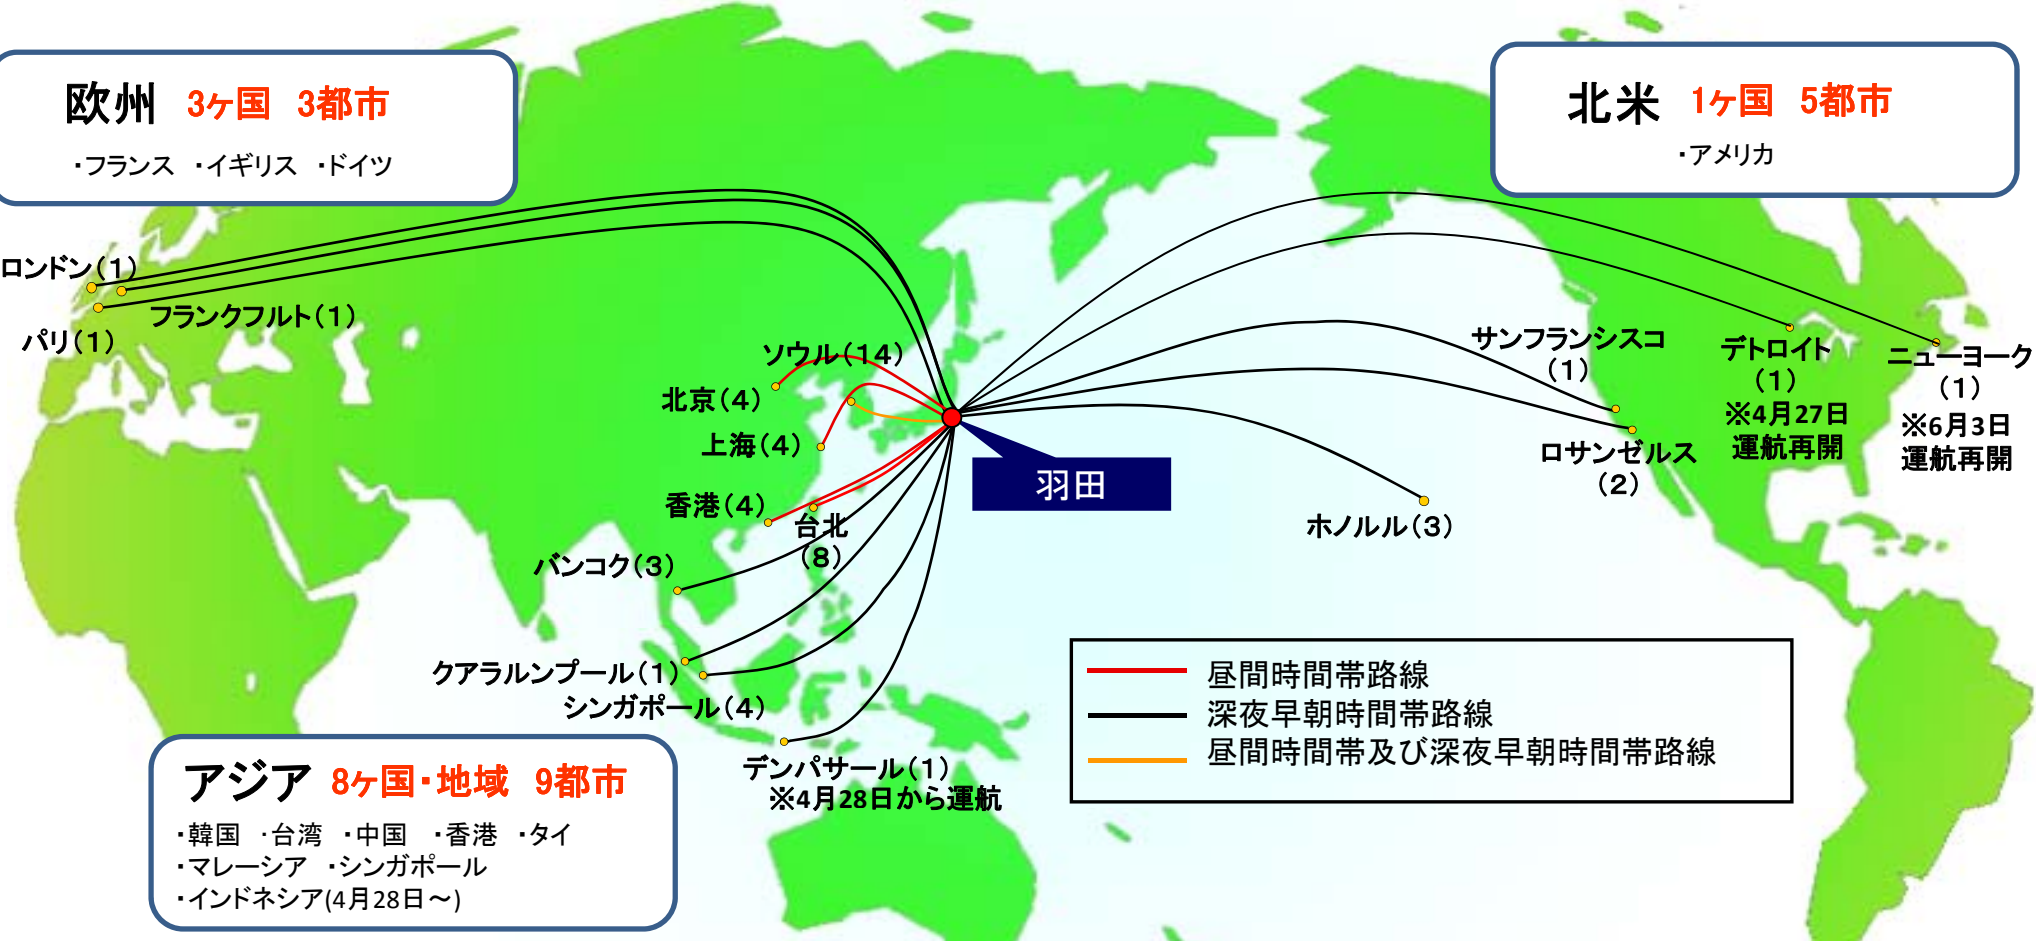 欧州 3ヶ国 3都市
・フランス ・イギリス ・ドイツ
北米 1ヶ国 5都市
・アメリカ
ロンドン(1)
フランクフルト(1)
パリ(1)
ソウル(14)
北京(4)
上海(4)
香港(4)
台北
(8)
バンコク(3)
クアラルンプール(1)
シンガポール(4)
デンパサール(1)
※4月28日から運航
羽田
ホノルル(3)
サンフランシスコ
(1)
ロサンゼルス
(2)
デトロイト
(1)
※4月27日
運航再開
ニューヨーク
(1)
※6月3日
運航再開
昼間時間帯路線
深夜早朝時間帯路線
昼間時間帯及び深夜早朝時間帯路線
アジア 8ヶ国・地域 9都市
・韓国 ・台湾 ・中国 ・香港 ・タイ
・マレーシア ・シンガポール
・インドネシア(4月28日～)